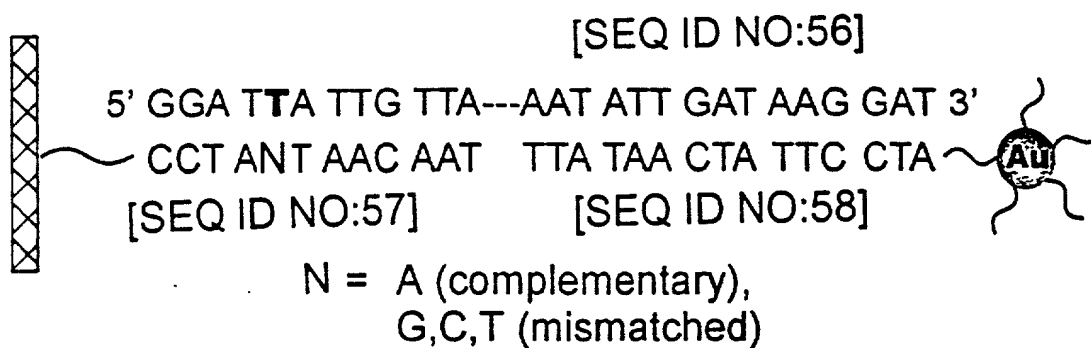 [SEQ ID NO:56]
5' GGA TTA TTG TTA---AAT ATT GAT AAG GAT 3'
CCT ANT AAC AAT TTA TAA CTA TTC CTA
Au
[SEQ ID NO:57] [SEQ ID NO:58]
N = A (complementary),
G,C,T (mismatched)